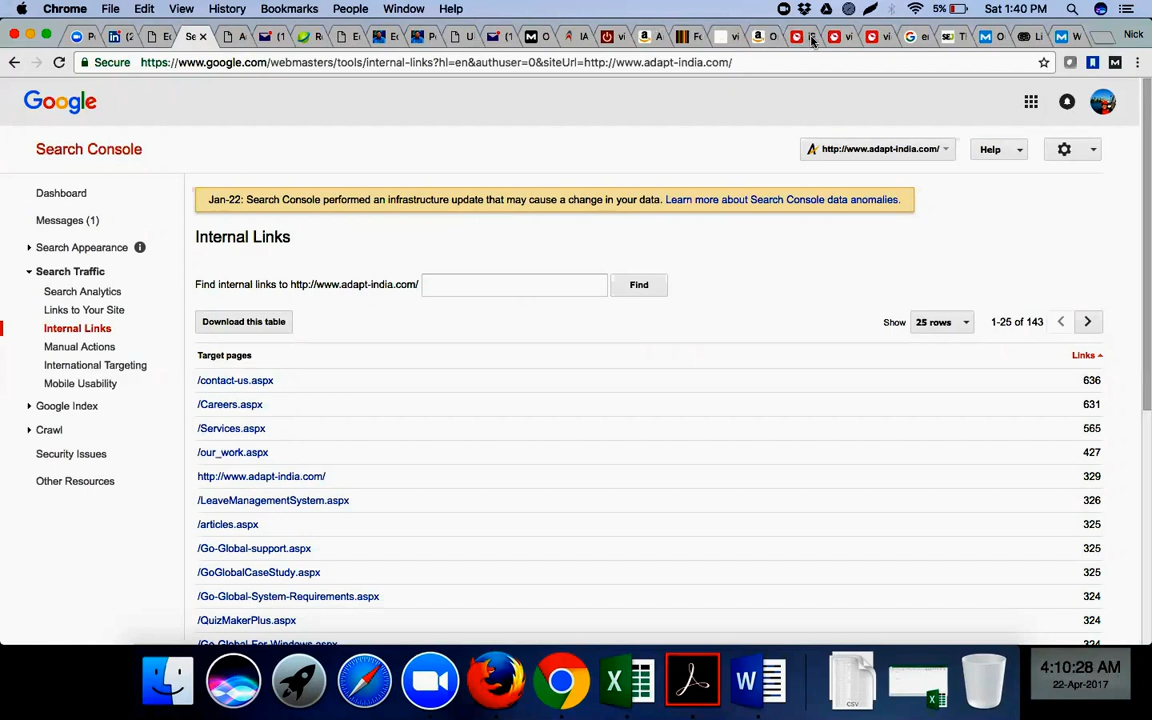 Chrome File Edit View History Bookmarks People Window Help 5% Sat 1:40 PM
Se Nick
Secure https://www.google.com/webmasters/tools/internal-links?hl=en&authuser=0&siteUrl=http://www.adapt-india.com/
Google
Search Console http://www.adapt-india.com/ Help
Dashboard
Messages (1)
Search Appearance
Search Traffic
Search Analytics
Links to Your Site
Internal Links
Manual Actions
International Targeting
Mobile Usability
Google Index
Crawl
Security Issues
Other Resources
Jan-22: Search Console performed an infrastructure update that may cause a change in your data. Learn more about Search Console data anomalies.
Internal Links
Find internal links to http://www.adapt-india.com/ Find
Download this table Show 25 rows 1-25 of 143
Target pages Links
/contact-us.aspx 636
/Careers.aspx 631
/Services.aspx 565
/our_work.aspx 427
http://www.adapt-india.com/ 329
/LeaveManagementSystem.aspx 326
/articles.aspx 325
/Go-Global-support.aspx 325
/GoGlobalCaseStudy.aspx 325
/Go-Global-System-Requirements.aspx 324
/QuizMakerPlus.aspx 324
/Go-Global-For-Windows.aspx 324
CSV
4:10:28 AM
22-Apr-2017